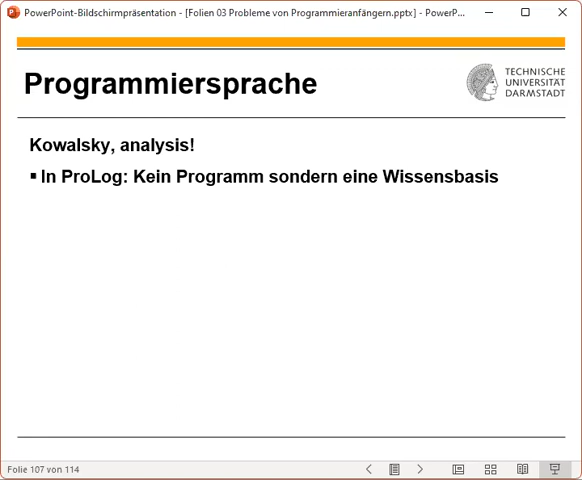 PowerPoint-Bildschirmpräsentation - [Folien 03 Probleme von Programmieranfängern.pptx] - PowerP...
Programmiersprache
TECHNISCHE
UNIVERSITÄT
DARMSTADT
Kowalsky, analysis!
▪ In ProLog: Kein Programm sondern eine Wissensbasis
Folie 107 von 114